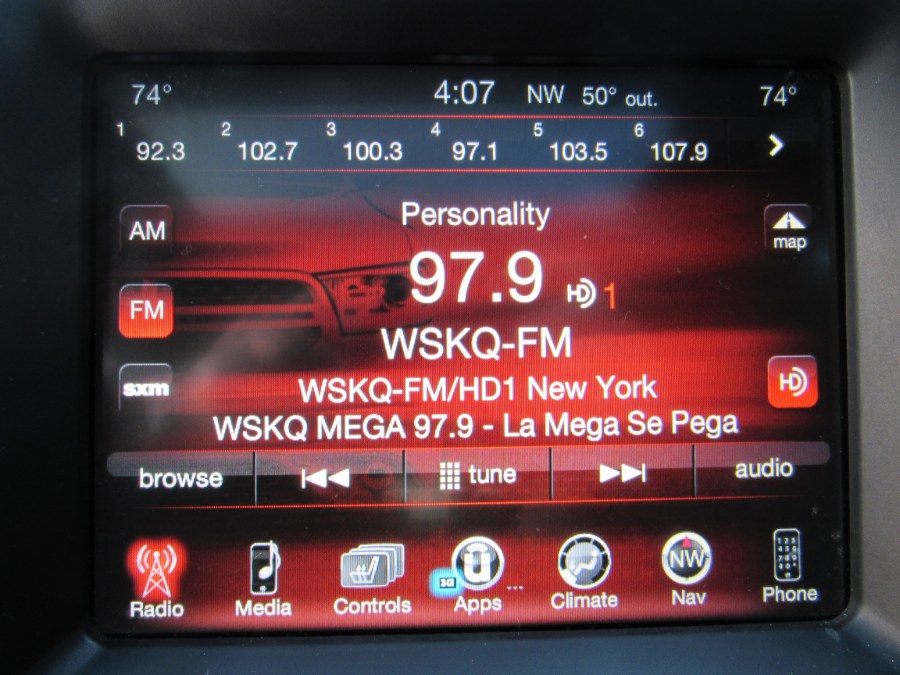 74° 4:07 NW 50° out. 74°
1 92.3 2 102.7 3 100.3 4 97.1 5 103.5 6 107.9
Personality
AM
map
97.9 HD 1
FM
WSKQ-FM
sxm
HD
WSKQ-FM/HD1 New York
WSKQ MEGA 97.9 - La Mega Se Pega
browse tune audio
3G NW
Radio Media Controls Apps ... Climate Nav Phone